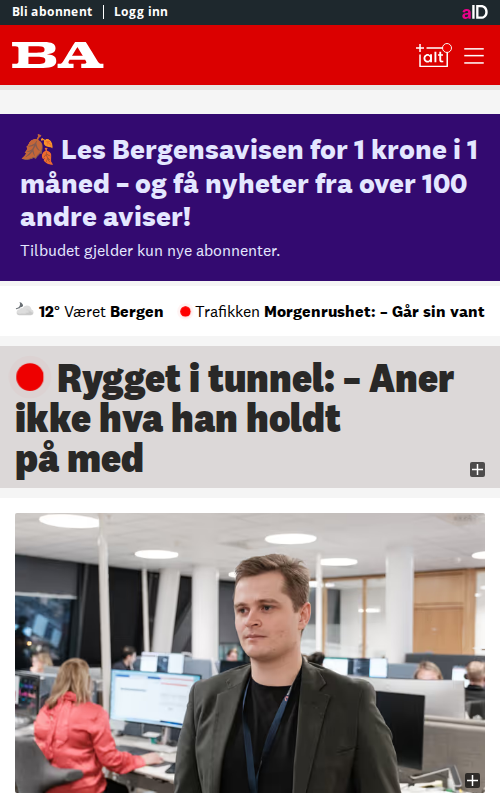 Bli abonnent | Logg inn
aID
BA
alt
Les Bergensavisen for 1 krone i 1
måned – og få nyheter fra over 100
andre aviser!
Tilbudet gjelder kun nye abonnenter.
12° Været Bergen Trafikken Morgenrushet: – Går sin vant
Rygget i tunnel: – Aner
ikke hva han holdt
på med